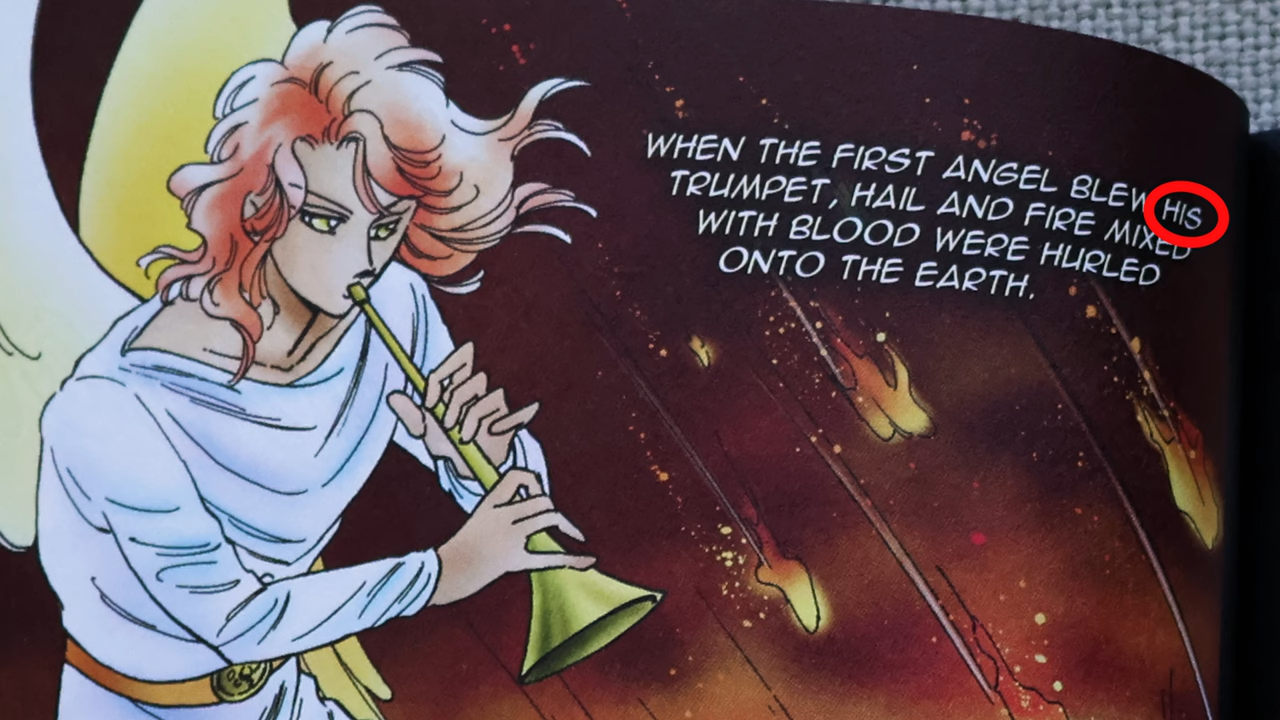 WHEN THE FIRST ANGEL BLEW HIS
TRUMPET, HAIL AND FIRE MIXED
WITH BLOOD WERE HURLED
ONTO THE EARTH.